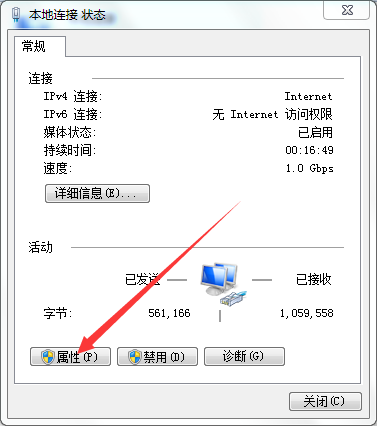 本地连接 状态
常规
连接
IPv4 连接: Internet
IPv6 连接: 无 Internet 访问权限
媒体状态: 已启用
持续时间: 00:16:49
速度: 1.0 Gbps
详细信息(E)...
活动
已发送 — — 已接收
字节: 561,166 | 1,059,558
属性(P) 禁用(D) 诊断(G)
关闭(C)